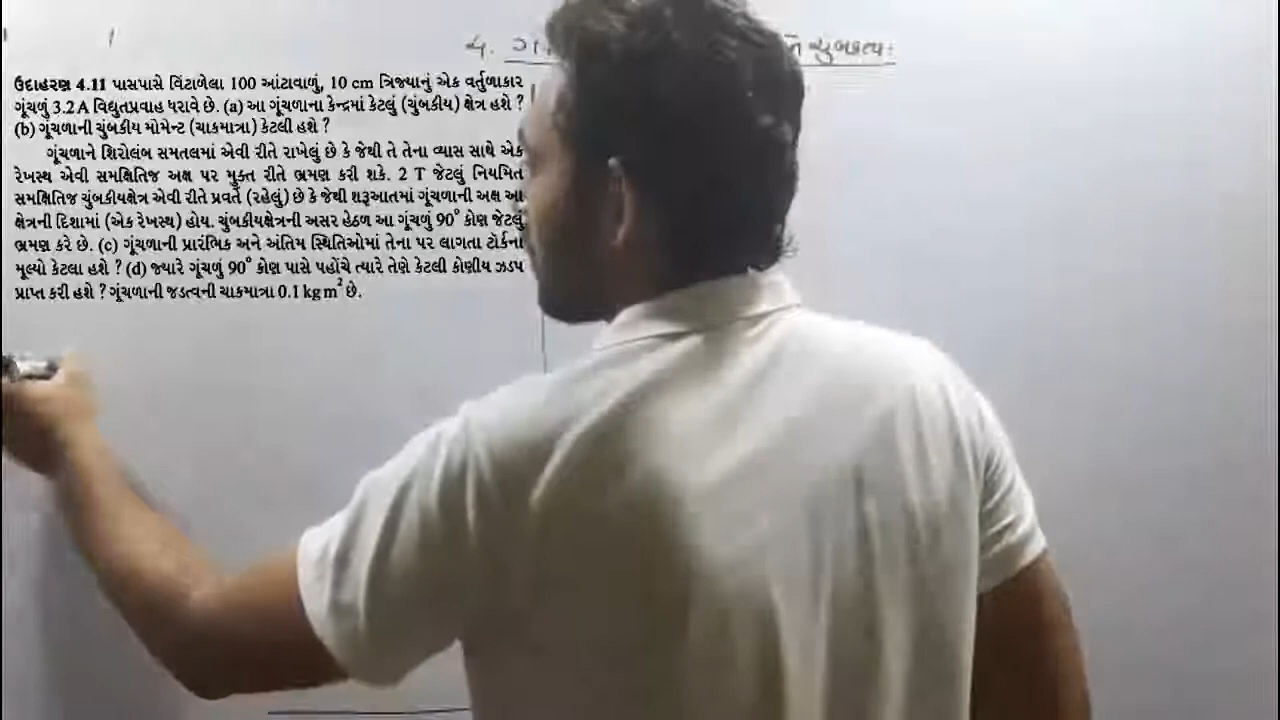 ૪.
ચુંબકત્વ:
ઉદાહરણ 4.11 પાસપાસે વિંટાળેલા 100 આંટાવાળું, 10 cm ત્રિજ્યાનું એક વર્તુળાકાર
ગૂંચળું 3.2 A વિદ્યુતપ્રવાહ ધરાવે છે. (a) આ ગૂંચળાના કેન્દ્રમાં કેટલું (ચુંબકીય) ક્ષેત્ર હશે ?
(b) ગૂંચળાની ચુંબકીય મોમેન્ટ (ચાકમાત્રા) કેટલી હશે ?
ગૂંચળાને શિરોલંબ સમતલમાં એવી રીતે રાખેલું છે કે જેથી તે તેના વ્યાસ સાથે એક
રેખસ્થ એવી સમક્ષિતિજ અક્ષ પર મુક્ત રીતે ભ્રમણ કરી શકે. 2 T જેટલું નિયમિત
સમક્ષિતિજ ચુંબકીયક્ષેત્ર એવી રીતે પ્રવર્તે (રહેલું) છે કે જેથી શરૂઆતમાં ગૂંચળાની અક્ષ આ
ક્ષેત્રની દિશામાં (એક રેખસ્થ) હોય. ચુંબકીયક્ષેત્રની અસર હેઠળ આ ગૂંચળું 90° કોણ જેટલું
ભ્રમણ કરે છે. (c) ગૂંચળાની પ્રારંભિક અને અંતિમ સ્થિતિઓમાં તેના પર લાગતા ટૉર્કના
મૂલ્યો કેટલા હશે ? (d) જ્યારે ગૂંચળું 90° કોણ પાસે પહોંચે ત્યારે તેણે કેટલી કોણીય ઝડપ
પ્રાપ્ત કરી હશે ? ગૂંચળાની જડત્વની ચાકમાત્રા 0.1 kg m² છે.